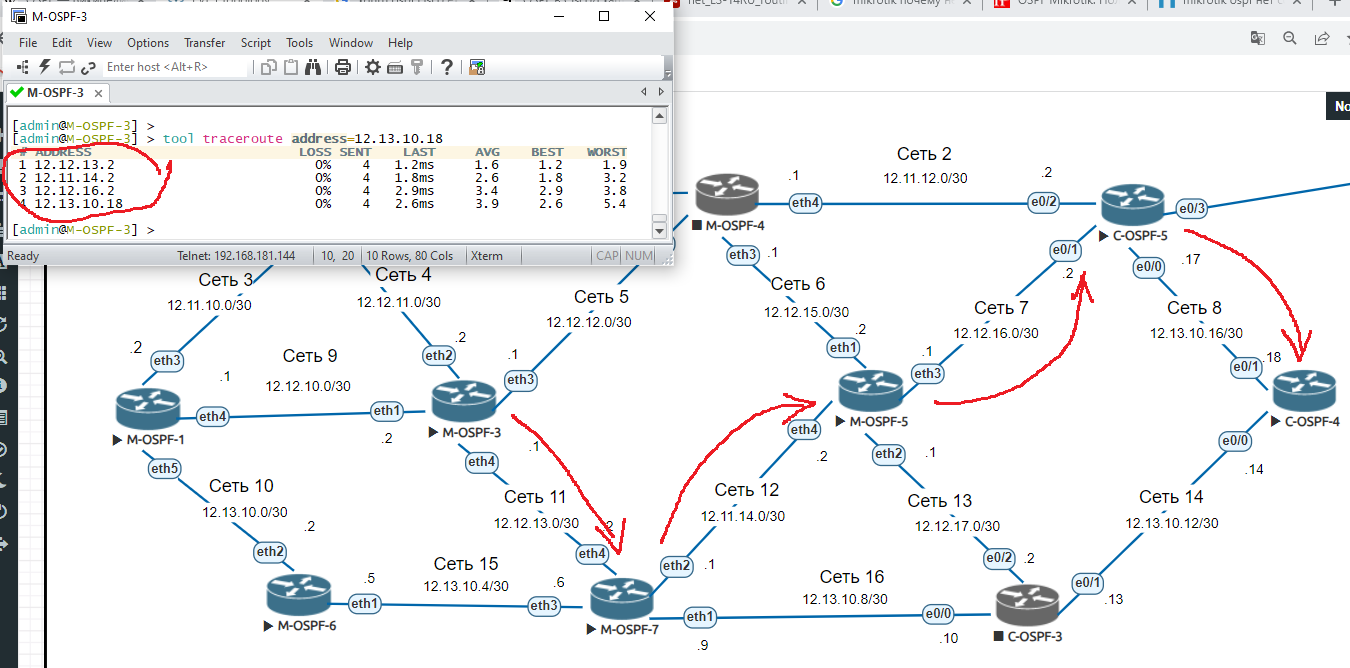 M-OSPF-3
File Edit View Options Transfer Script Tools Window Help
Enter host <Alt+R>
M-OSPF-3
[admin@M-OSPF-3] >
[admin@M-OSPF-3] > tool traceroute address=12.13.10.18
# ADDRESS LOSS SENT LAST AVG BEST WORST
1 12.12.13.2 0% 4 1.2ms 1.6 1.2 1.9
2 12.11.14.2 0% 4 1.8ms 2.6 1.8 3.2
3 12.12.16.2 0% 4 2.9ms 3.4 2.9 3.8
4 12.13.10.18 0% 4 2.6ms 3.9 2.6 5.4
[admin@M-OSPF-3] >
Ready Telnet: 192.168.181.144 10, 20 10 Rows, 80 Cols Xterm CAP NUM
No
Сеть 2
12.11.12.0/30
.1
.2
eth4
e0/2
e0/3
M-OSPF-4
C-OSPF-5
eth3
.1
e0/1
.2
e0/0
.17
Сеть 3
12.11.10.0/30
Сеть 4
12.12.11.0/30
Сеть 5
12.12.12.0/30
Сеть 6
12.12.15.0/30
Сеть 7
12.12.16.0/30
Сеть 8
12.13.10.16/30
.2
eth3
.1
Сеть 9
12.12.10.0/30
.2
eth2
.1
eth3
.2
eth1
.1
eth3
.18
e0/1
eth4
eth1
.2
M-OSPF-1
M-OSPF-3
M-OSPF-5
C-OSPF-4
eth5
eth4
.1
eth4
.2
eth2
.1
e0/0
.14
Сеть 10
12.13.10.0/30
.2
eth2
Сеть 11
12.12.13.0/30
.2
eth4
Сеть 12
12.11.14.0/30
eth2
.1
Сеть 13
12.12.17.0/30
e0/2
.2
Сеть 14
12.13.10.12/30
e0/1
.13
Сеть 15
12.13.10.4/30
.5
eth1
.6
eth3
Сеть 16
12.13.10.8/30
eth1
.9
e0/0
.10
M-OSPF-6
M-OSPF-7
C-OSPF-3